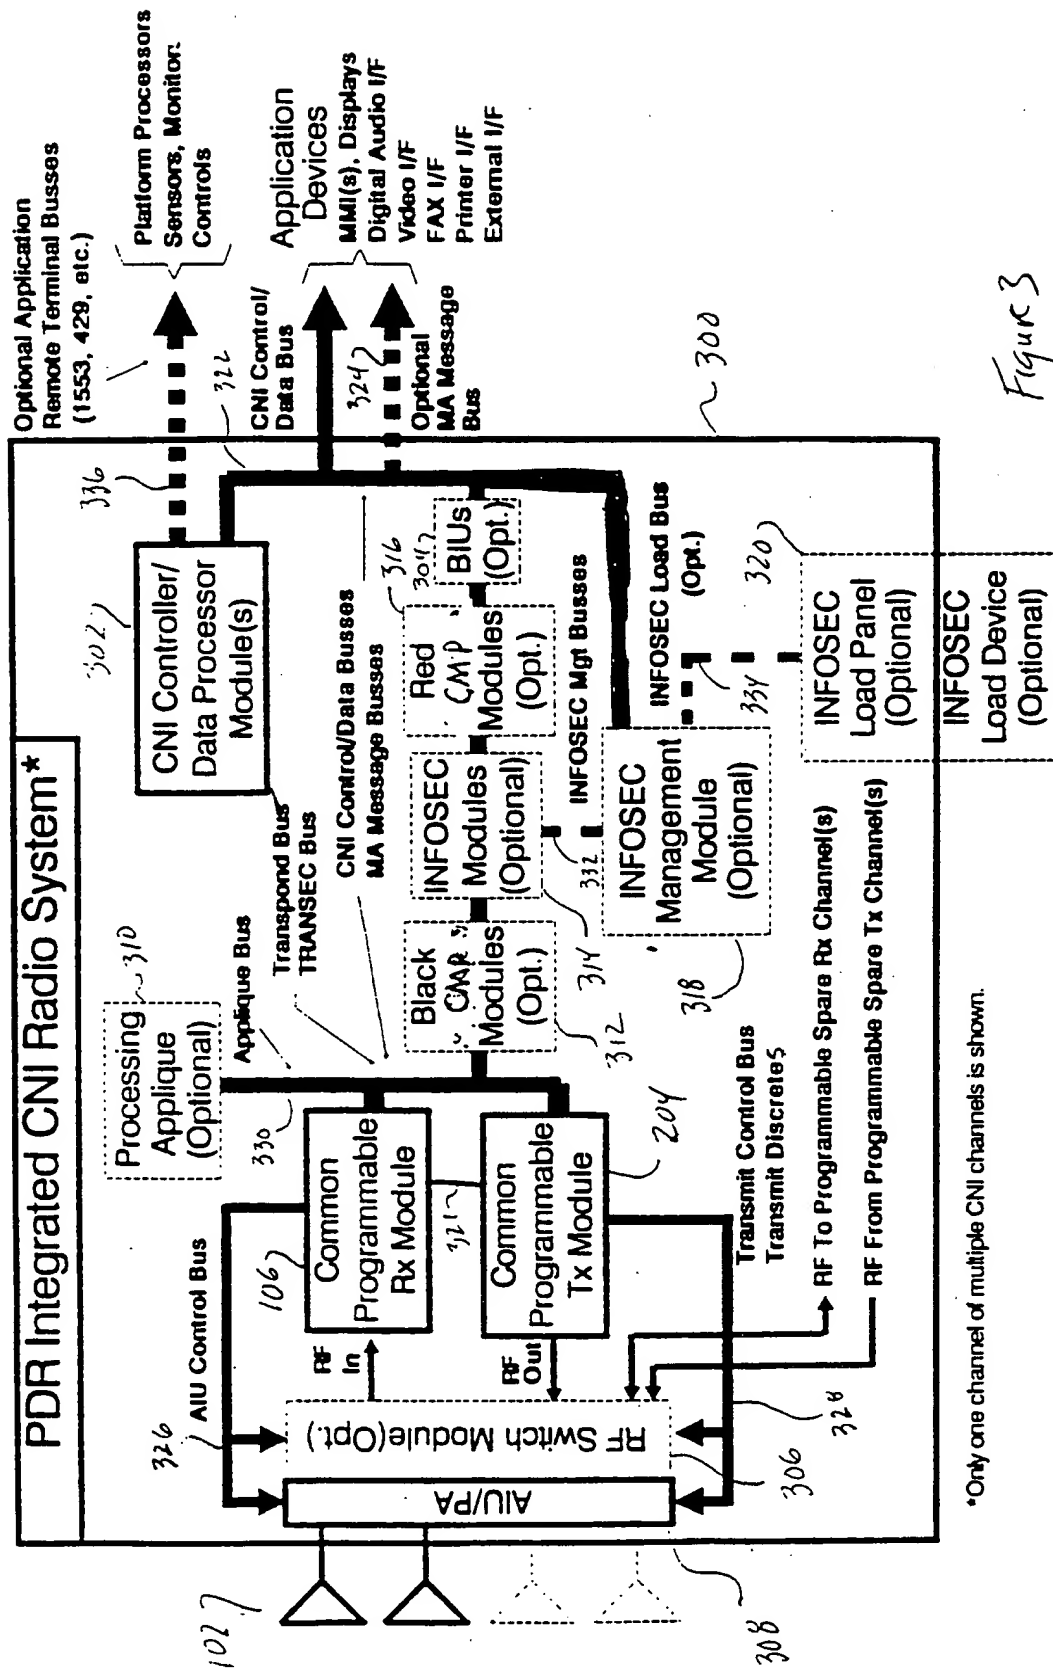 PDR Integrated CNI Radio System*
Optional Application
Remote Terminal Busses
(1553, 429, etc.)
Platform Processors
Sensors, Monitor.
Controls
336
322
CNI Control/
Data Bus
Application
Devices
MMI(s), Displays
Digital Audio I/F
Video I/F
FAX I/F
Printer I/F
External I/F
324
Optional
MA Message
Bus
300
302
CNI Controller/
Data Processor
Module(s)
Processing
Applique
(Optional)
310
Applique Bus
330
Transpond Bus
TRANSEC Bus
CNI Control/Data Busses
MA Message Busses
AIU Control Bus
326
106
Common
Programmable
Rx Module
RF
In
321
Common
Programmable
Tx Module
RF
Out
204
Black
"CMP"
Modules
(Opt.)
312
INFOSEC
Modules
(Optional)
314
Red
CMP"
Modules
(Opt.)
316
304
BIUs
(Opt.)
INFOSEC Mgt Busses
332
INFOSEC
Management
Module
(Optional)
318
INFOSEC Load Bus
(Opt.)
334
320
INFOSEC
Load Panel
(Optional)
INFOSEC
Load Device
(Optional)
RF Switch Module(Opt.)
306
AIU/PA
308
102
Transmit Control Bus
Transmit Discretes
328
RF To Programmable Spare Rx Channel(s)
RF From Programmable Spare Tx Channel(s)
*Only one channel of multiple CNI channels is shown.
Figure 3